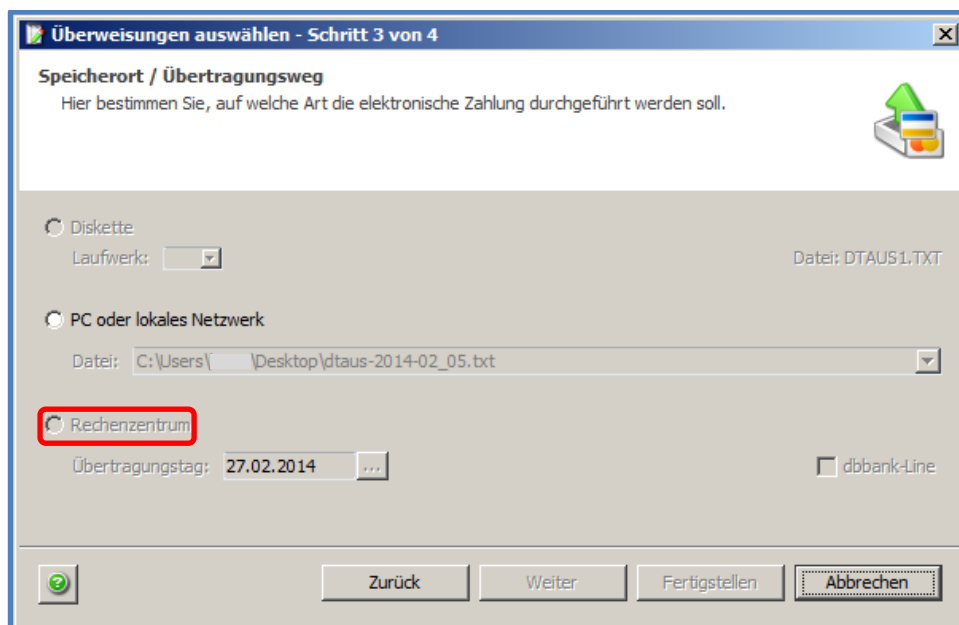 Überweisungen auswählen - Schritt 3 von 4
Speicherort / Übertragungsweg
Hier bestimmen Sie, auf welche Art die elektronische Zahlung durchgeführt werden soll.
Diskette
Laufwerk: Datei: DTAUS1.TXT
PC oder lokales Netzwerk
Datei: C:\Users\ \Desktop\dtaus-2014-02_05.txt
Rechenzentrum
Übertragungstag: 27.02.2014 ... dbbank-Line
? Zurück Weiter Fertigstellen Abbrechen